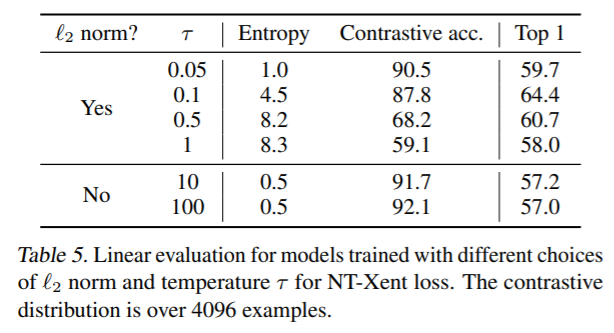 ℓ2 norm? τ Entropy Contrastive acc. Top 1
0.05 1.0 90.5 59.7
0.1 4.5 87.8 64.4
Yes
0.5 8.2 68.2 60.7
1 8.3 59.1 58.0
10 0.5 91.7 57.2
No
100 0.5 92.1 57.0
Table 5. Linear evaluation for models trained with different choices
of ℓ2 norm and temperature τ for NT-Xent loss. The contrastive
distribution is over 4096 examples.